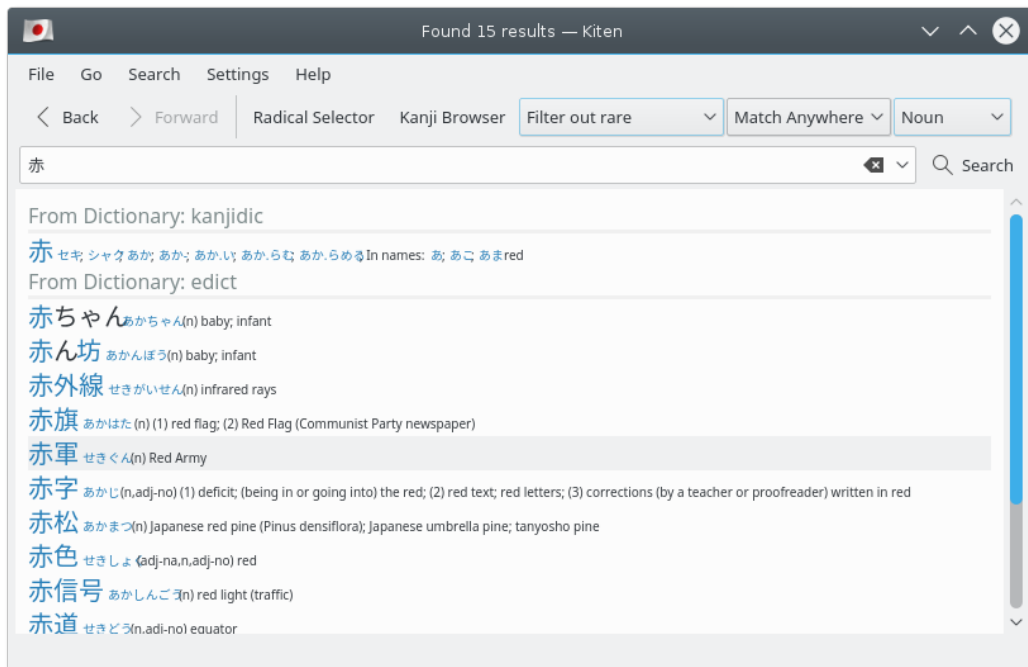 Found 15 results — Kiten
File Go Search Settings Help
Back Forward Radical Selector Kanji Browser Filter out rare Match Anywhere Noun
赤 Search
From Dictionary: kanjidic
赤 セキ; シャク; あか; あか-; あか.い; あか.らむ; あか.らめる In names: あ; あこ; あま red
From Dictionary: edict
赤ちゃん あかちゃん (n) baby; infant
赤ん坊 あかんぼう (n) baby; infant
赤外線 せきがいせん (n) infrared rays
赤旗 あかはた (n) (1) red flag; (2) Red Flag (Communist Party newspaper)
赤軍 せきぐん (n) Red Army
赤字 あかじ (n,adj-no) (1) deficit; (being in or going into) the red; (2) red text; red letters; (3) corrections (by a teacher or proofreader) written in red
赤松 あかまつ (n) Japanese red pine (Pinus densiflora); Japanese umbrella pine; tanyosho pine
赤色 せきしょく (adj-na,n,adj-no) red
赤信号 あかしんごう (n) red light (traffic)
赤道 せきどう (n,adj-no) equator